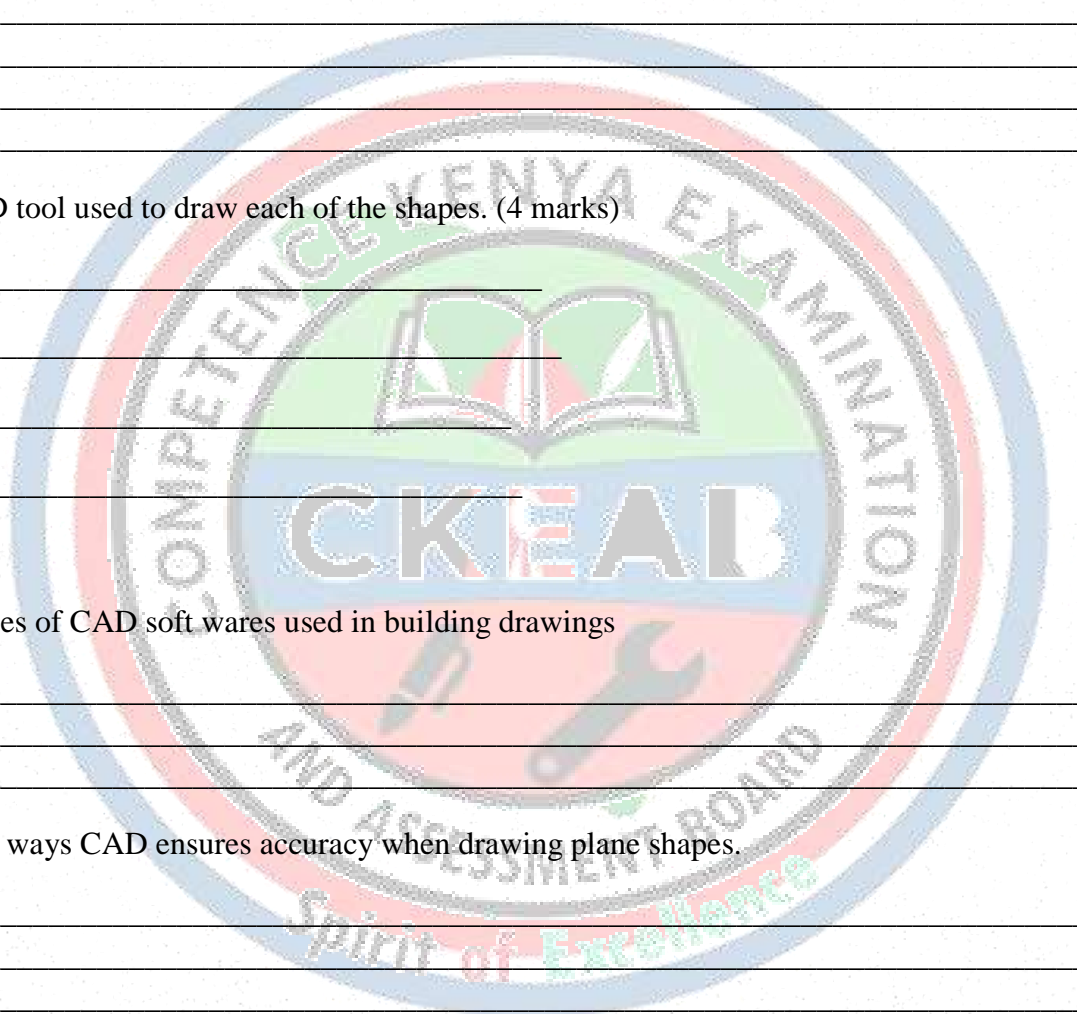 tool used to draw each of the shapes. (4 marks)
COMPETENCE KENYA EXAMINATION
CKEAB
of CAD soft wares used in building drawings
AND ASSESSMENT BOARD
ways CAD ensures accuracy when drawing plane shapes.
Spirit of Excellence